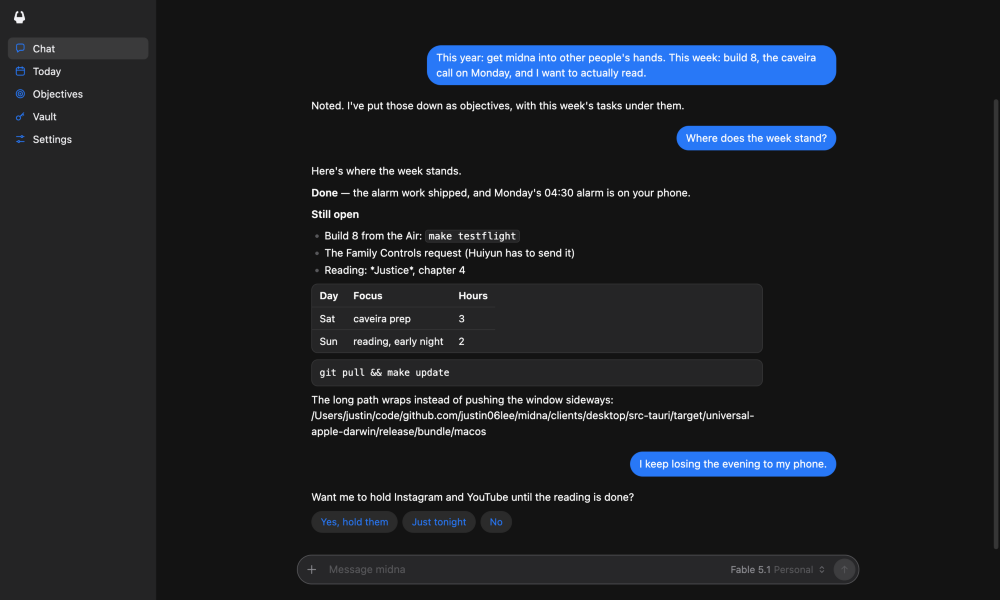 Chat
Today
Objectives
Vault
Settings
This year: get midna into other people's hands. This week: build 8, the caveira
call on Monday, and I want to actually read.
Noted. I've put those down as objectives, with this week's tasks under them.
Where does the week stand?
Here's where the week stands.
Done — the alarm work shipped, and Monday's 04:30 alarm is on your phone.
Still open
Build 8 from the Air: make testflight
The Family Controls request (Huiyun has to send it)
Reading: *Justice*, chapter 4
Day Focus Hours
Sat caveira prep 3
Sun reading, early night 2
git pull && make update
The long path wraps instead of pushing the window sideways:
/Users/justin/code/github.com/justin06lee/midna/clients/desktop/src-tauri/target/universal-
apple-darwin/release/bundle/macos
I keep losing the evening to my phone.
Want me to hold Instagram and YouTube until the reading is done?
Yes, hold them Just tonight No
Message midna Fable 5.1 Personal